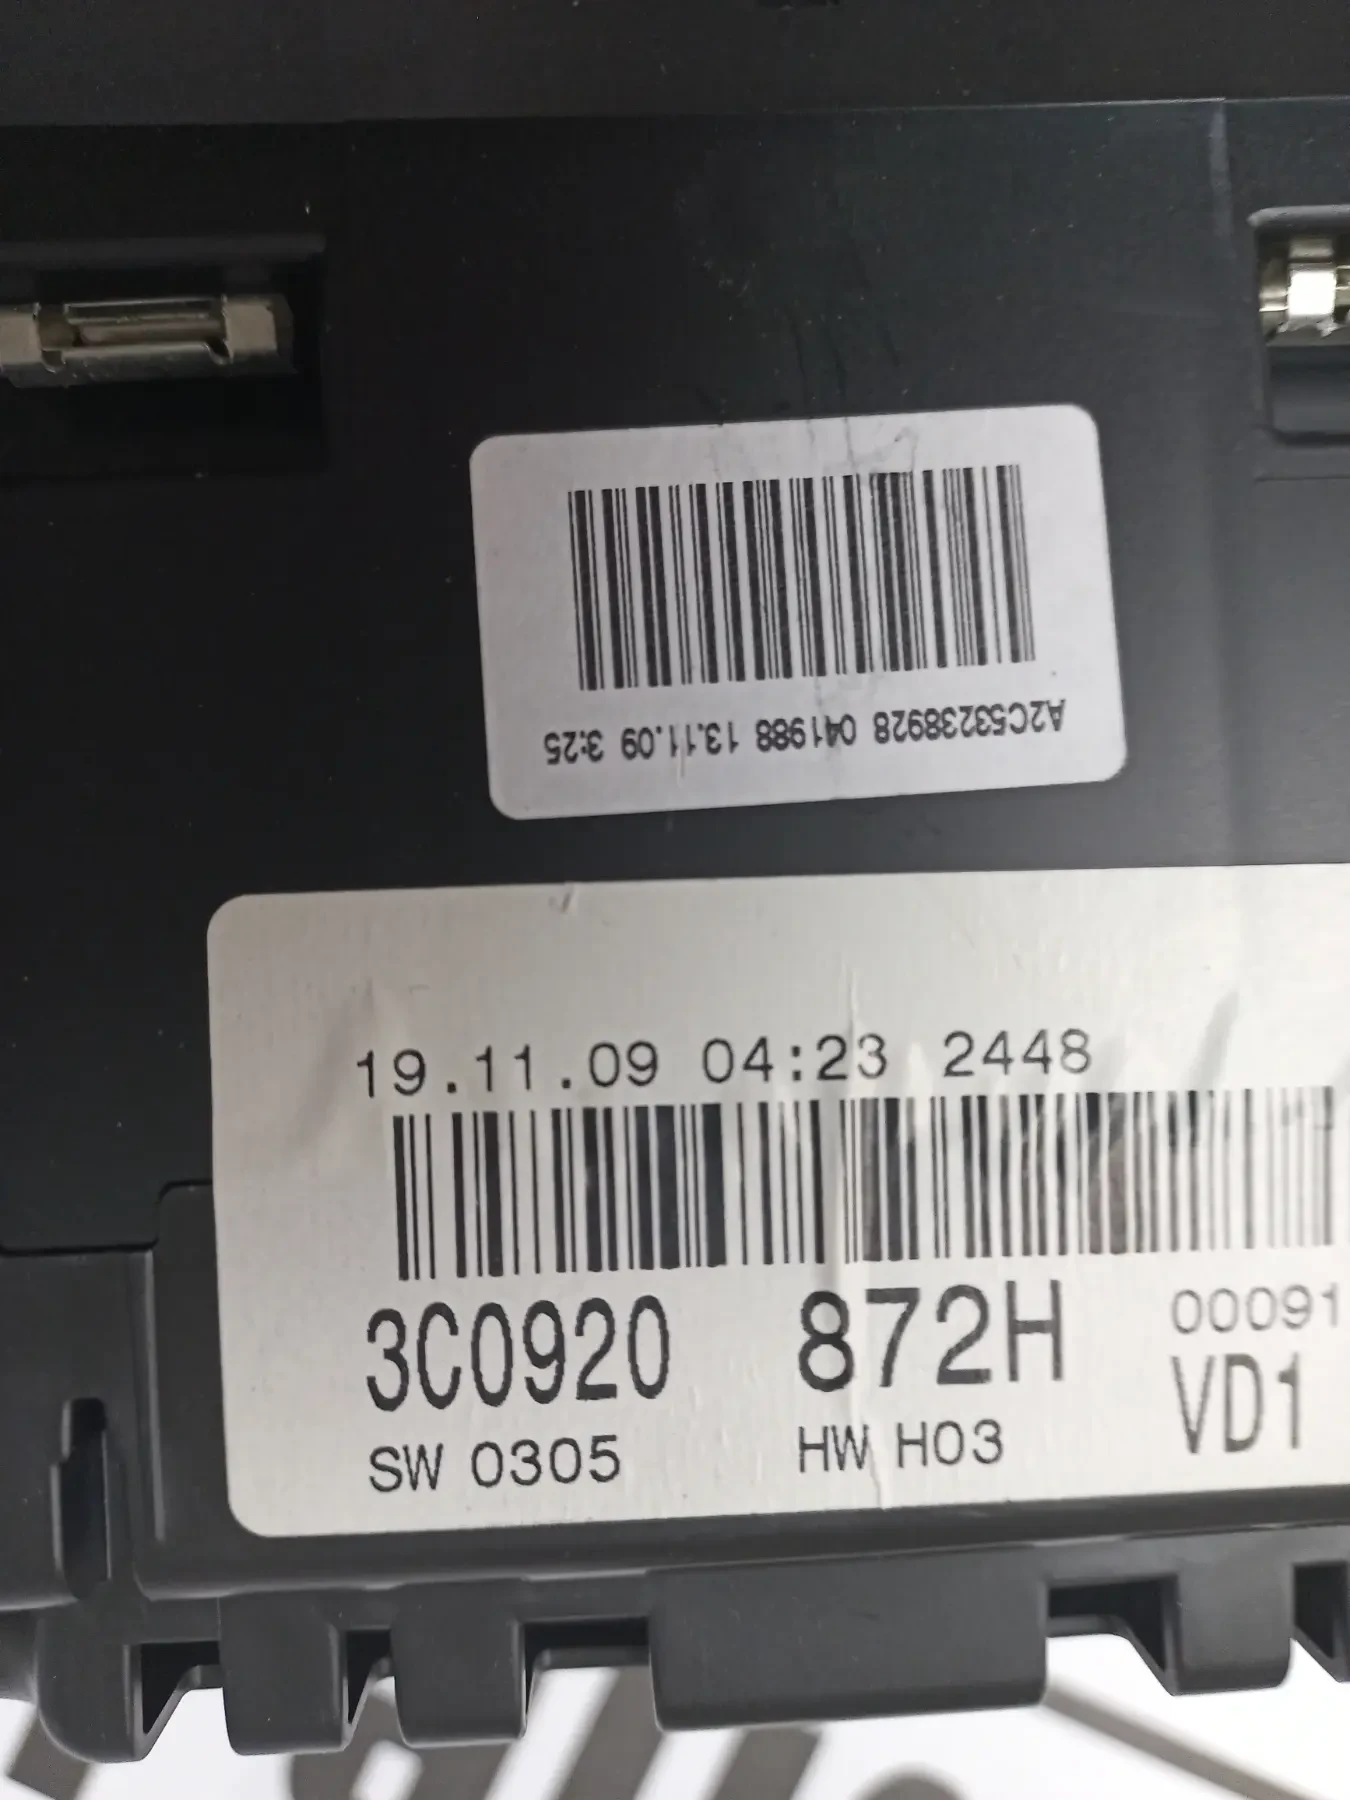 A2C53238928 041988 13.11.09 3:25
19.11.09 04:23 2448
3C0920 872H 00091
SW 0305 HW H03 VD1